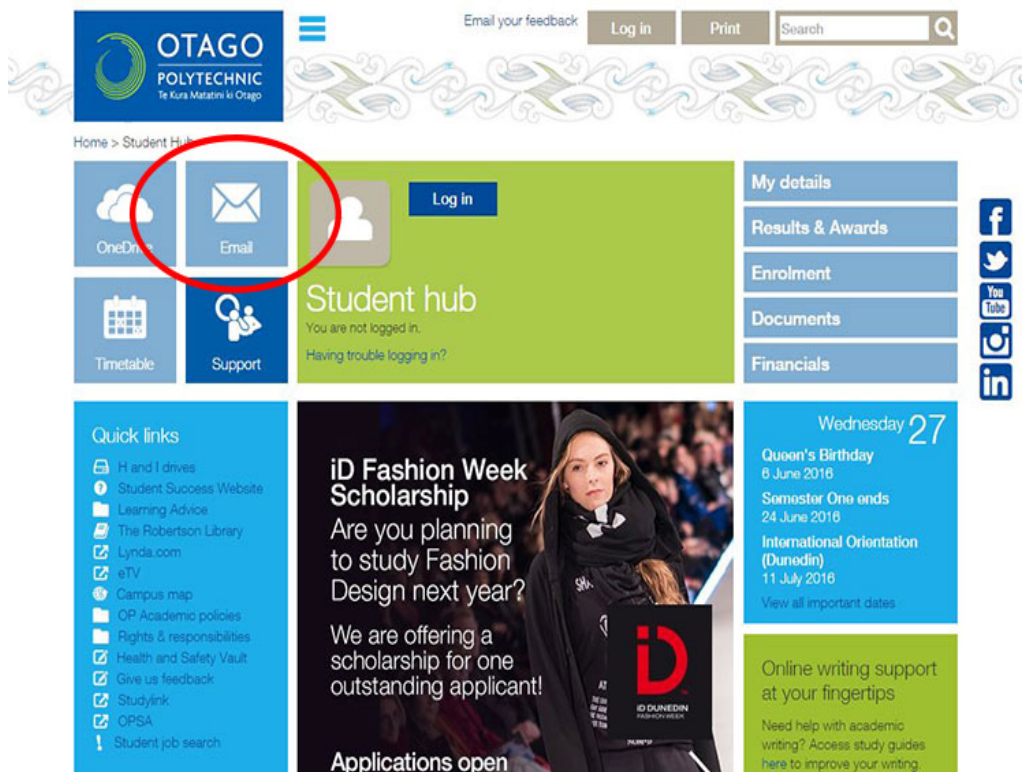 OTAGO
POLYTECHNIC
Te Kura Matatini ki Otago
Email your feedback
Log in
Print
Search
Home > Student Hub
OneDrive
Email
Timetable
Support
Log in
Student hub
You are not logged in.
Having trouble logging in?
My details
Results & Awards
Enrolment
Documents
Financials
You
Tube
in
Quick links
H and I drives
Student Success Website
Learning Advice
The Robertson Library
Lynda.com
eTV
Campus map
OP Academic policies
Rights & responsibilities
Health and Safety Vault
Give us feedback
Studylink
OPSA
Student job search
iD Fashion Week
Scholarship
Are you planning
to study Fashion
Design next year?
We are offering a
scholarship for one
outstanding applicant!
Applications open
iD
iD DUNEDIN
FASHION WEEK
Wednesday 27
Queen's Birthday
6 June 2016
Semester One ends
24 June 2016
International Orientation
(Dunedin)
11 July 2016
View all important dates
Online writing support
at your fingertips
Need help with academic
writing? Access study guides
here to improve your writing.